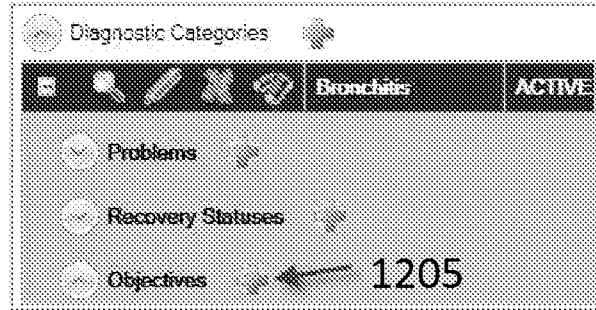 Diagnostic Categories
Bronchitis ACTIVE
Problems
Recovery Statuses
Objectives 1205